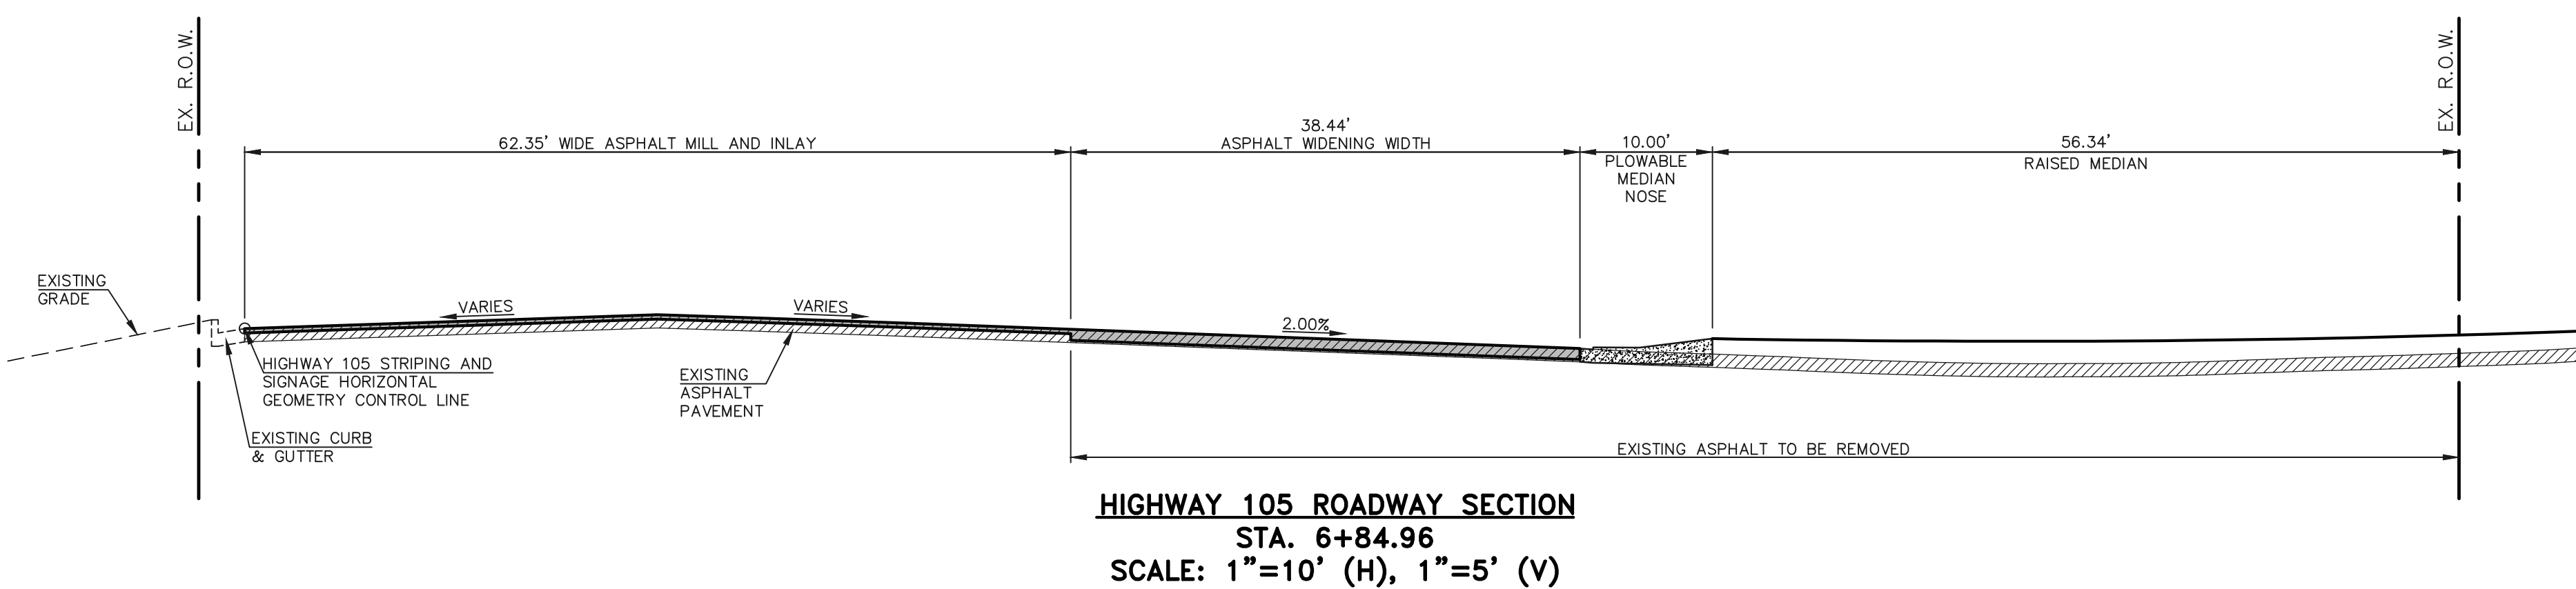 EX. R.O.W.
EX. R.O.W.
62.35' WIDE ASPHALT MILL AND INLAY
38.44'
ASPHALT WIDENING WIDTH
10.00'
PLOWABLE
MEDIAN
NOSE
56.34'
RAISED MEDIAN
EXISTING
GRADE
VARIES
VARIES
2.00%
HIGHWAY 105 STRIPING AND
SIGNAGE HORIZONTAL
GEOMETRY CONTROL LINE
EXISTING
ASPHALT
PAVEMENT
EXISTING CURB
& GUTTER
EXISTING ASPHALT TO BE REMOVED
HIGHWAY 105 ROADWAY SECTION
STA. 6+84.96
SCALE: 1"=10' (H), 1"=5' (V)